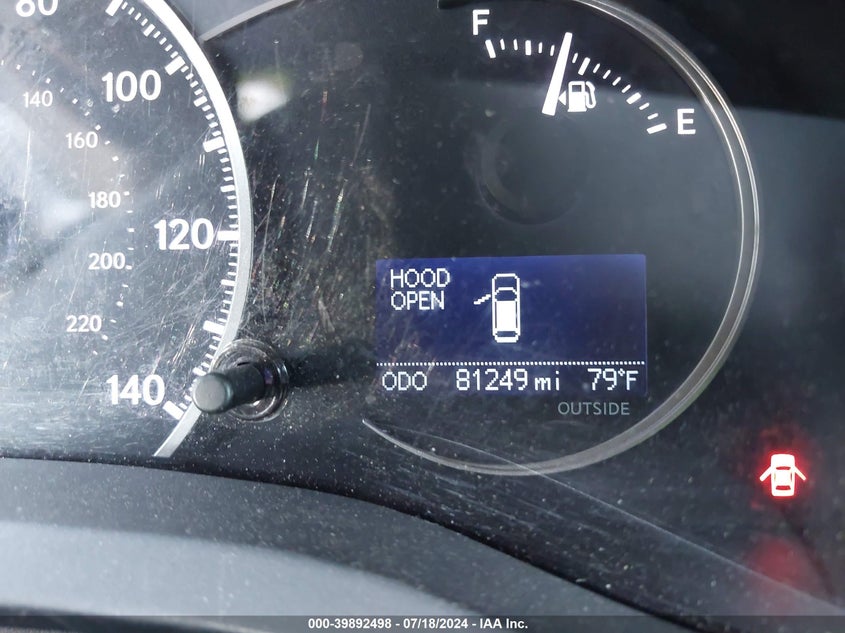 80
100
120
140
140
160
180
200
220
F
E
HOOD
OPEN
ODO 81249 mi 79°F
OUTSIDE
000-39892498 - 07/18/2024 - IAA Inc.